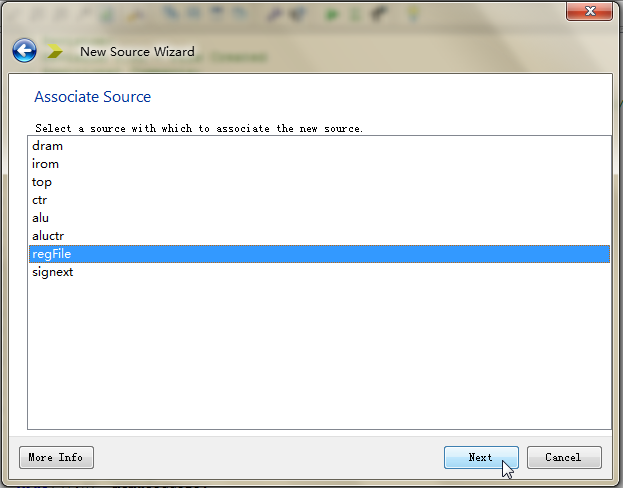 New Source Wizard
Associate Source
Select a source with which to associate the new source.
dram
irom
top
ctr
alu
aluctr
regFile
signext
More Info
Next
Cancel